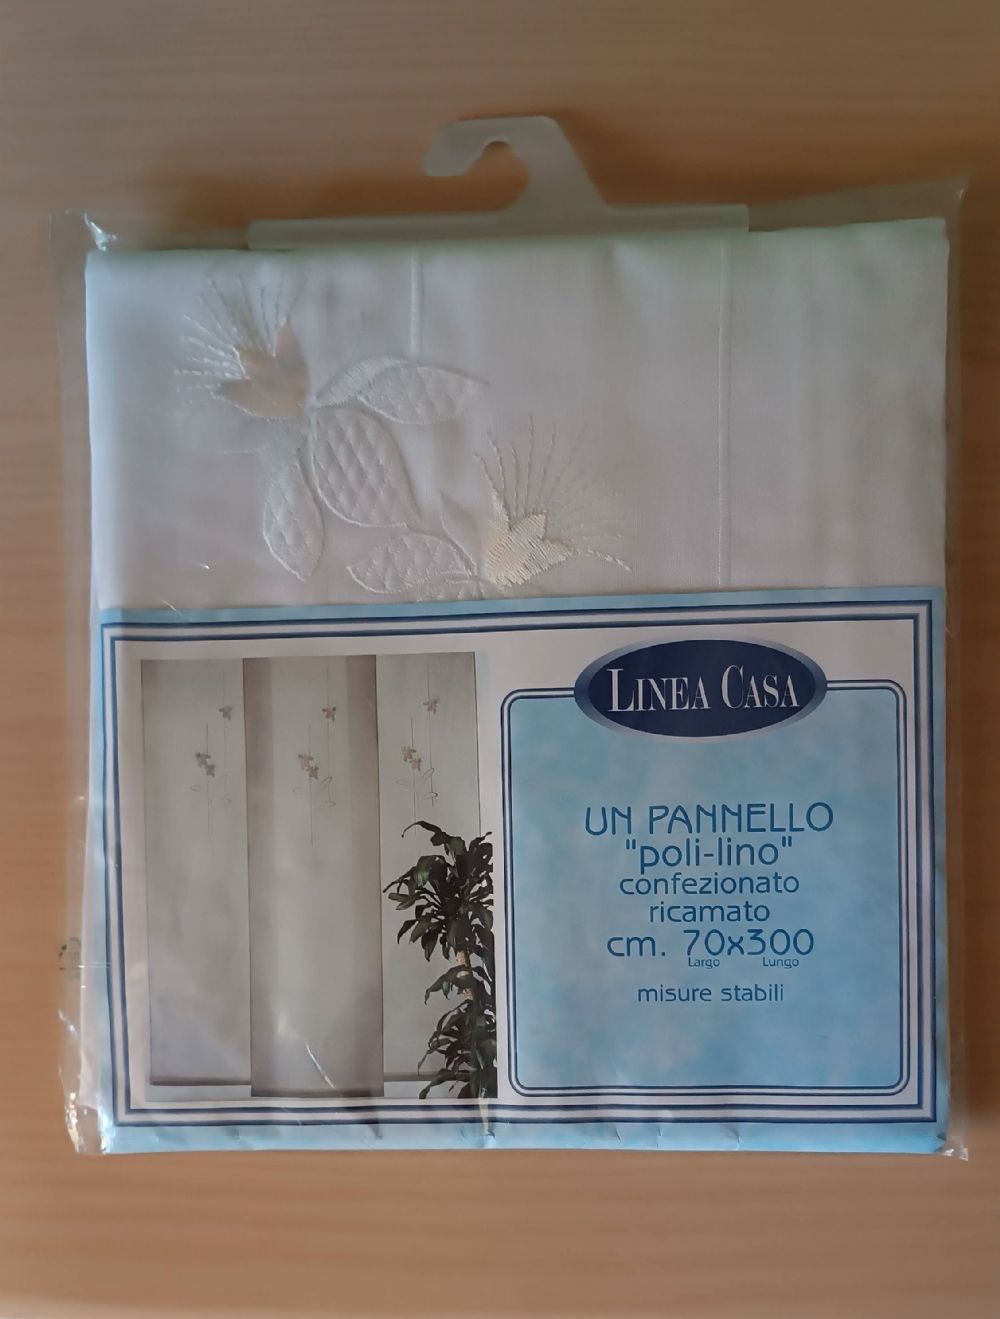 LINEA CASA
UN PANNELLO
"poli-lino"
confezionato
ricamato
cm. 70x300
Largo Lungo
misure stabili